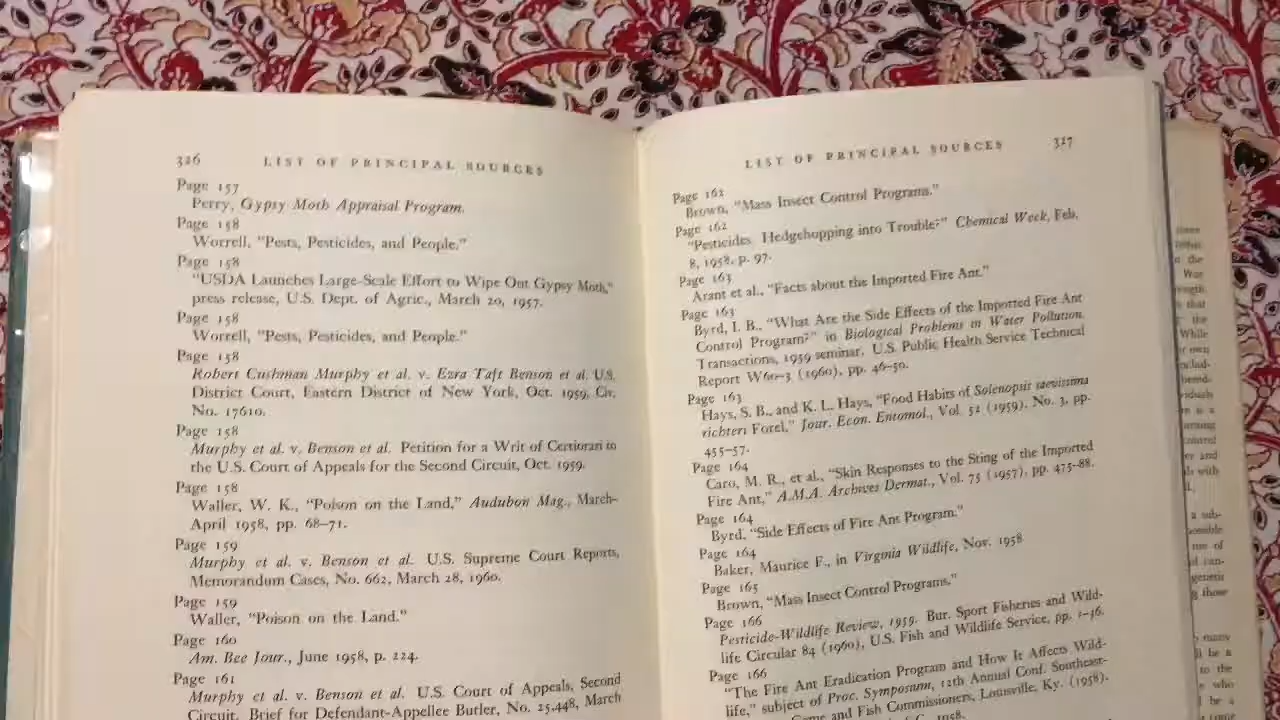 326
LIST OF PRINCIPAL SOURCES
Page 157
Perry, Gypsy Moth Appraisal Program.
Page 158
Worrell, "Pests, Pesticides, and People."
Page 158
"USDA Launches Large-Scale Effort to Wipe Out Gypsy Moth,"
press release, U.S. Dept. of Agric., March 20, 1957.
Page 158
Worrell, "Pests, Pesticides, and People."
Page 158
Robert Cushman Murphy et al. v. Ezra Taft Benson et al. U.S.
District Court, Eastern District of New York, Oct. 1959, Civ.
No. 17610.
Page 158
Murphy et al. v. Benson et al. Petition for a Writ of Certiorari to
the U.S. Court of Appeals for the Second Circuit, Oct. 1959.
Page 158
Waller, W. K., "Poison on the Land," Audubon Mag., March-
April 1958, pp. 68-71.
Page 159
Murphy et al. v. Benson et al. U.S. Supreme Court Reports,
Memorandum Cases, No. 662, March 28, 1960.
Page 159
Waller, "Poison on the Land."
Page 160
Am. Bee Jour., June 1958, p. 224.
Page 161
Murphy et al. v. Benson et al. U.S. Court of Appeals, Second
Circuit. Brief for Defendant-Appellee Butler, No. 25,448, March
LIST OF PRINCIPAL SOURCES
317
Page 162
Brown, "Mass Insect Control Programs."
Page 162
"Pesticides Hedgehopping into Trouble?" Chemical Week, Feb.
8, 1958, p. 97.
Page 163
Arant et al., "Facts about the Imported Fire Ant."
Page 163
Byrd, I. B., "What Are the Side Effects of the Imported Fire Ant
Control Program?" in Biological Problems in Water Pollution.
Transactions, 1959 seminar. U.S. Public Health Service Technical
Report W60-3 (1960), pp. 46-50.
Page 163
Hays, S. B., and K. L. Hays, "Food Habits of Solenopsis saevissima
richteri Forel," Jour. Econ. Entomol., Vol. 52 (1959), No. 3, pp.
455-57.
Page 164
Caro, M. R., et al., "Skin Responses to the Sting of the Imported
Fire Ant," A.M.A. Archives Dermat., Vol. 75 (1957), pp. 475-88.
Page 164
Byrd, "Side Effects of Fire Ant Program."
Page 164
Baker, Maurice F., in Virginia Wildlife, Nov. 1958
Page 165
Brown, "Mass Insect Control Programs."
Page 166
Pesticide-Wildlife Review, 1959. Bur. Sport Fisheries and Wild-
life Circular 84 (1960), U.S. Fish and Wildlife Service, pp. 1-36.
Page 166
"The Fire Ant Eradication Program and How It Affects Wild-
life," subject of Proc. Symposium, 12th Annual Conf. Southeast-
Game and Fish Commissioners, Louisville, Ky. (1958).